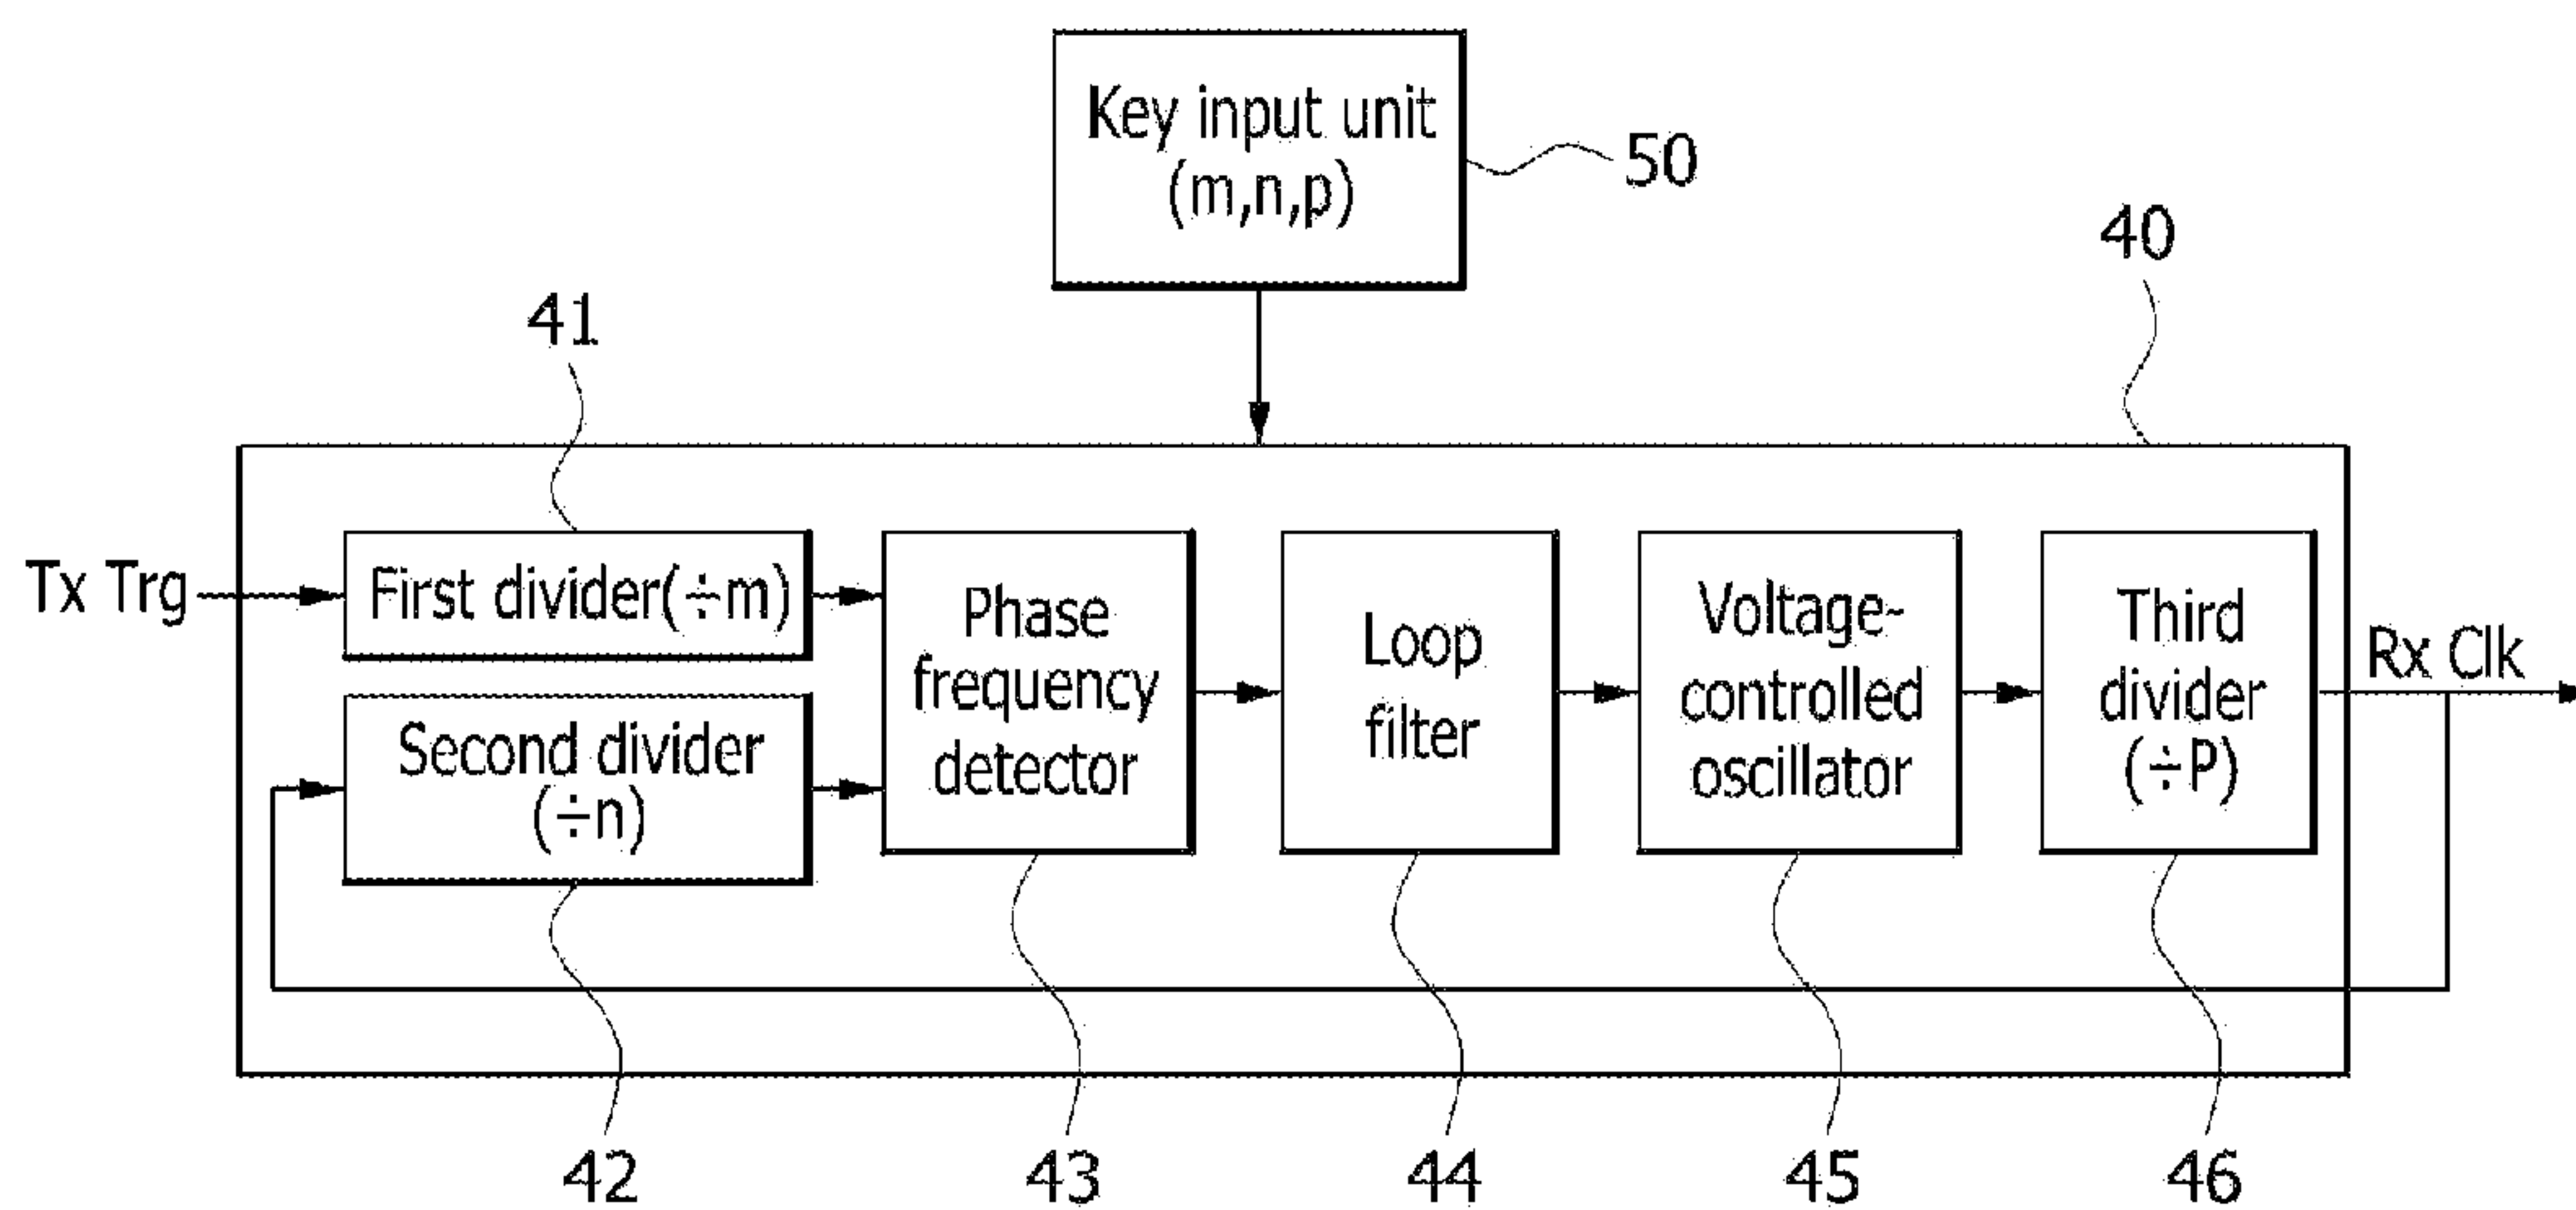 Key input unit
(m,n,p)
50
40
41
Tx Trg
First divider(÷m)
Second divider
(÷n)
Phase
frequency
detector
Loop
filter
Voltage-
controlled
oscillator
Third
divider
(÷P)
Rx Clk
42
43
44
45
46